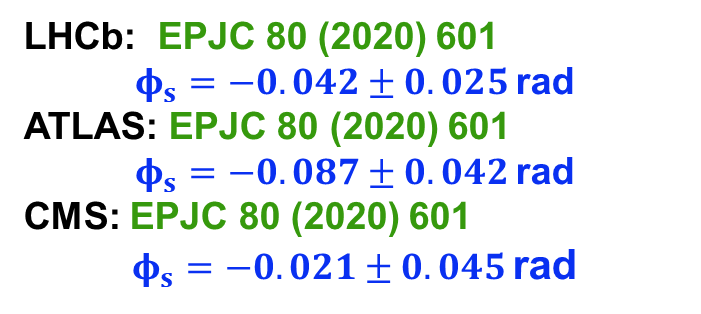 LHCb: EPJC 80 (2020) 601
ϕs = −0.042 ± 0.025 rad
ATLAS: EPJC 80 (2020) 601
ϕs = −0.087 ± 0.042 rad
CMS: EPJC 80 (2020) 601
ϕs = −0.021 ± 0.045 rad